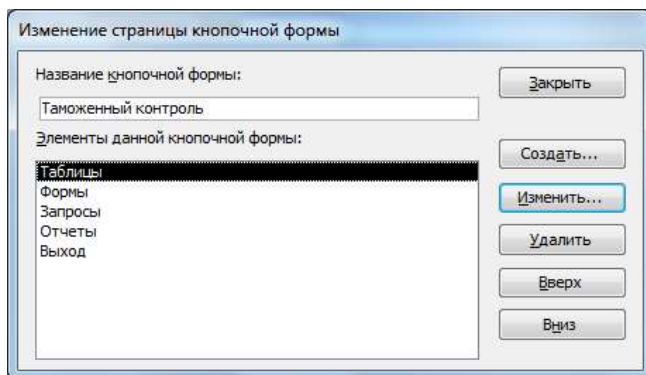 Изменение страницы кнопочной формы
Название кнопочной формы:
Закрыть
Таможенный контроль
Элементы данной кнопочной формы:
Создать...
Таблицы
Формы
Запросы
Отчеты
Выход
Изменить...
Удалить
Вверх
Вниз